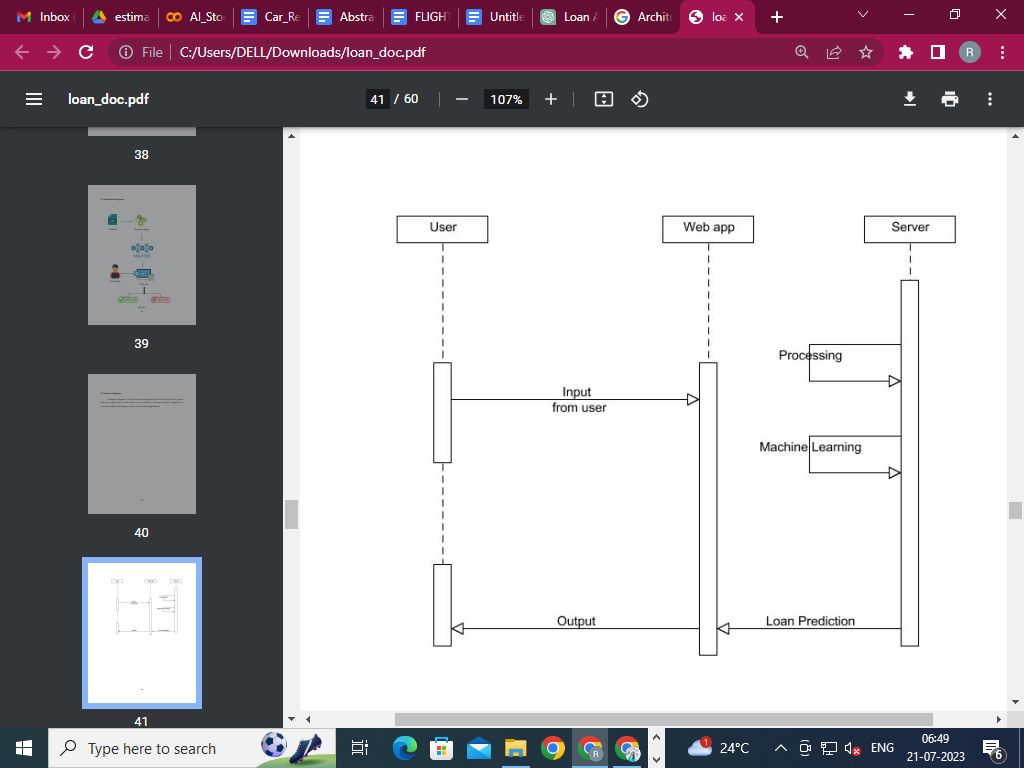 Inbox
estima
AI_Sto
Car_Re
Abstra
FLIGHT
Untitle
Loan A
Archit
loa
File
C:/Users/DELL/Downloads/loan_doc.pdf
R
loan_doc.pdf
41 / 60
107%
38
39
40
41
User
Web app
Server
Processing
Input
from user
Machine Learning
Output
Loan Prediction
Type here to search
R
1
24°C
ENG
06:49
21-07-2023
6